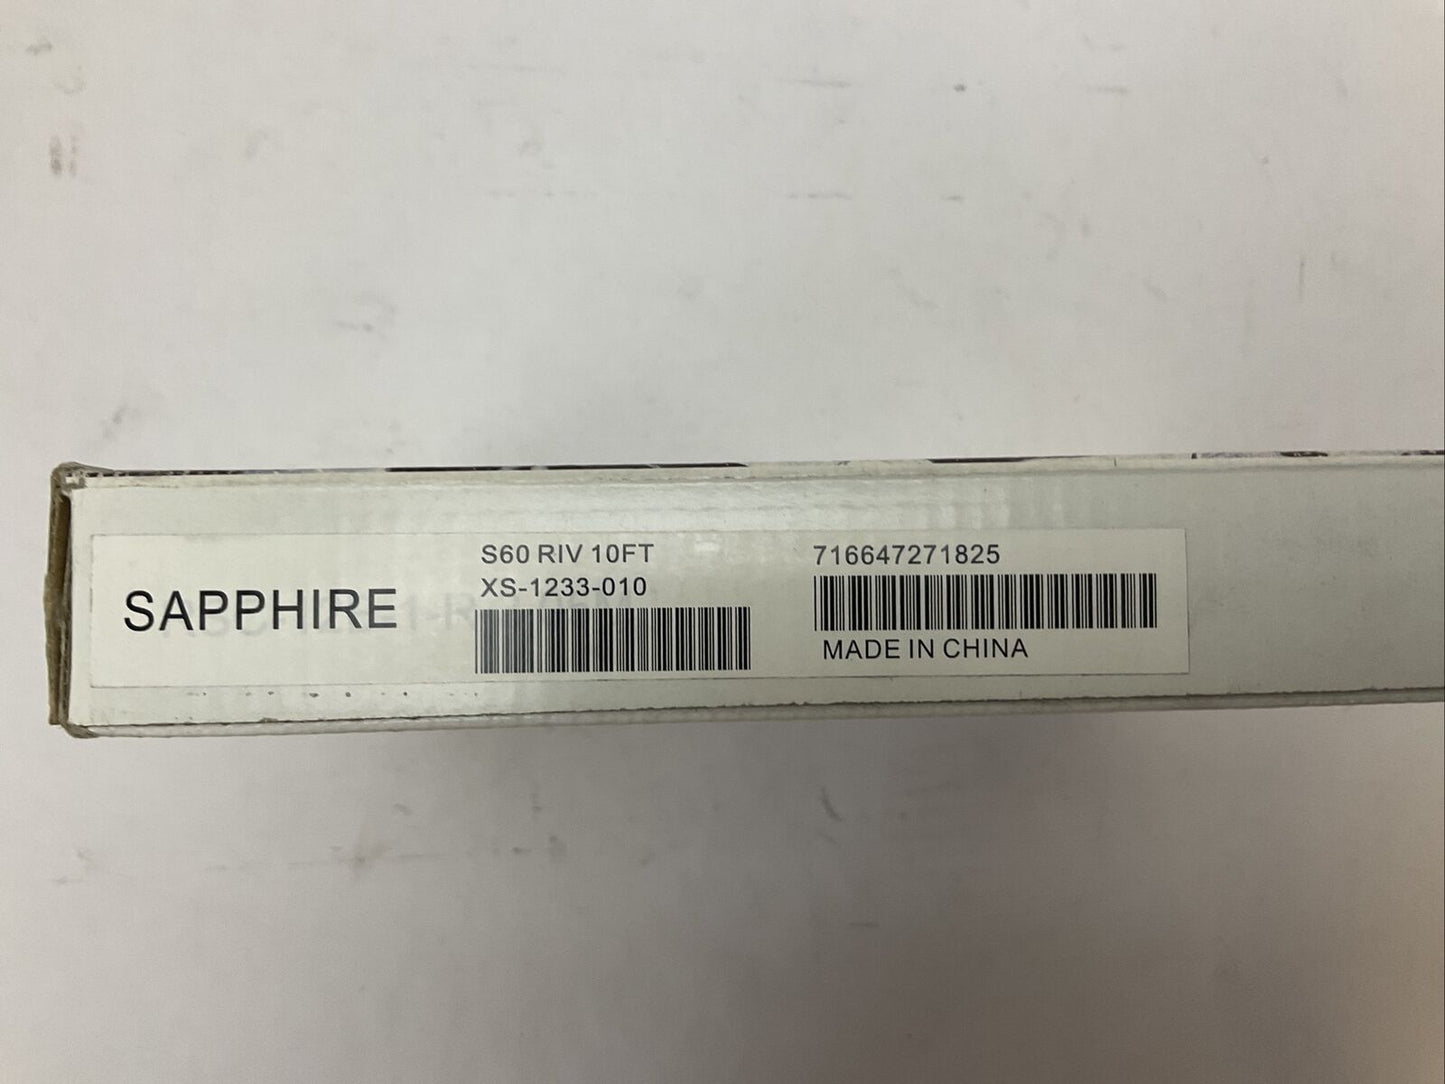 SAPPHIRE
S60 RIV 10FT
XS-1233-010
716647271825
MADE IN CHINA